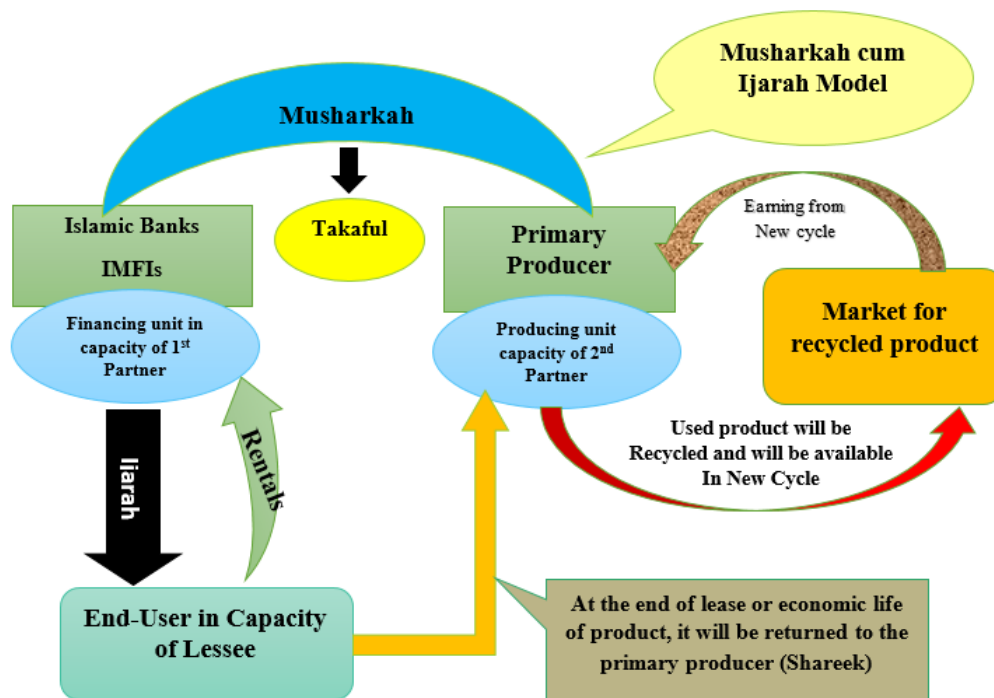 Musharkah cum
Ijarah Model
Musharkah
Takaful
Islamic Banks
IMFIs
Financing unit in
capacity of 1st
Partner
Primary
Producer
Producing unit
capacity of 2nd
Partner
Earning from
New cycle
Market for
recycled product
Used product will be
Recycled and will be available
In New Cycle
Ijarah
Rentals
End-User in Capacity
of Lessee
At the end of lease or economic life
of product, it will be returned to the
primary producer (Shareek)